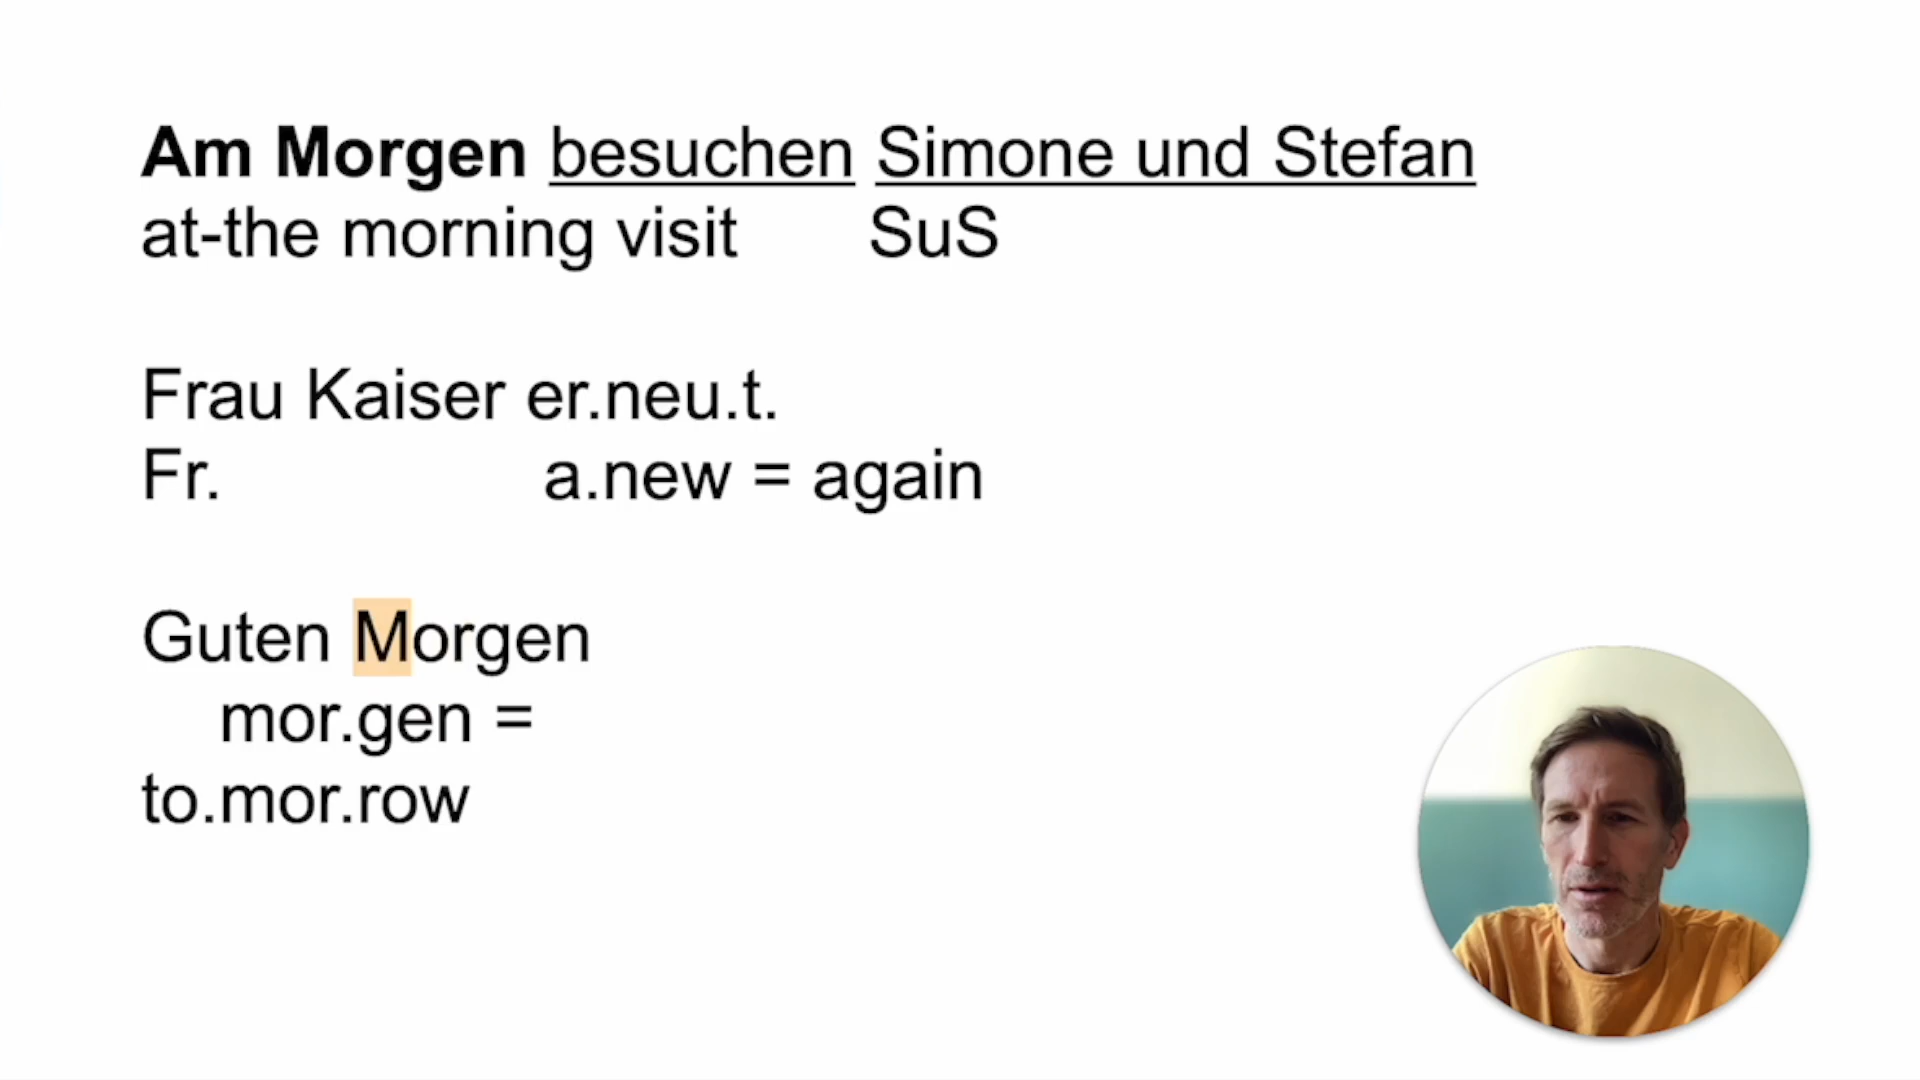 Am Morgen besuchen Simone und Stefan
at-the morning visit SuS
Frau Kaiser er.neu.t.
Fr. a.new = again
Guten Morgen
mor.gen =
to.mor.row